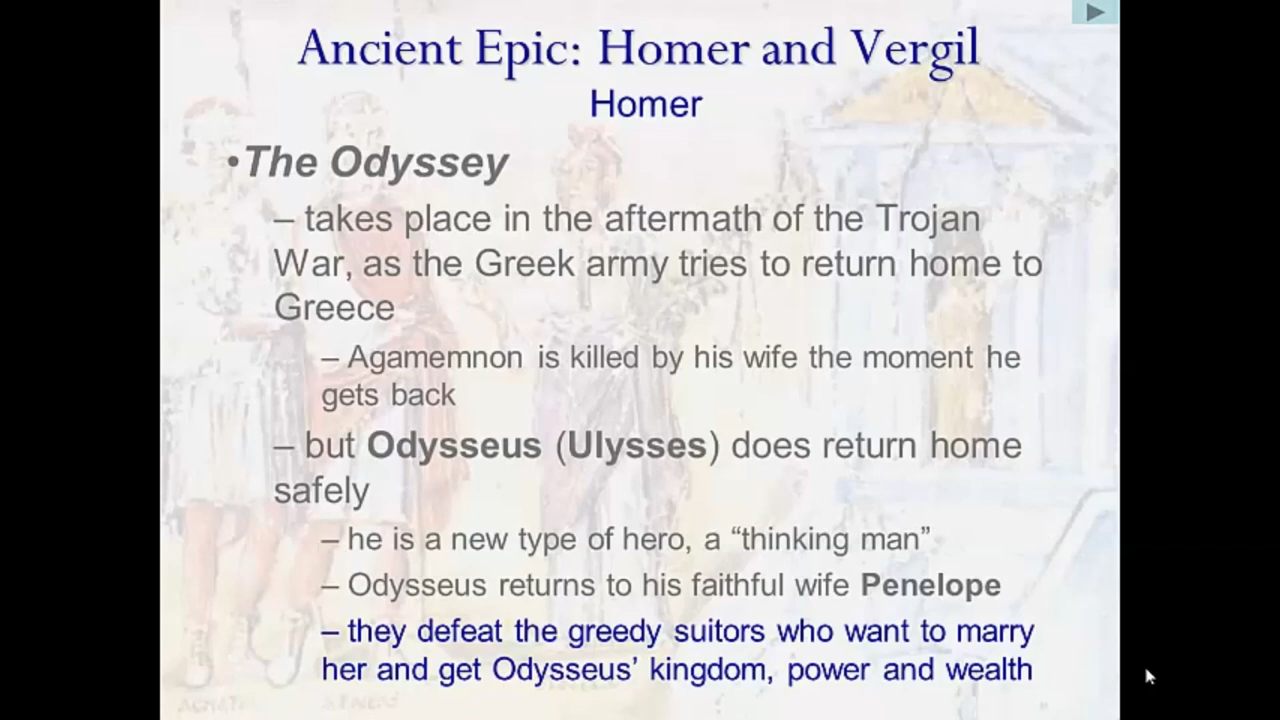 Ancient Epic: Homer and Vergil
Homer
•The Odyssey
– takes place in the aftermath of the Trojan
War, as the Greek army tries to return home to
Greece
– Agamemnon is killed by his wife the moment he
gets back
– but Odysseus (Ulysses) does return home
safely
– he is a new type of hero, a “thinking man”
– Odysseus returns to his faithful wife Penelope
– they defeat the greedy suitors who want to marry
her and get Odysseus’ kingdom, power and wealth